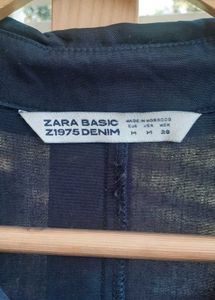 ZARA BASIC
Z1975 DENIM
MADE IN MOROCCO
EUR USA MEX
M M 28